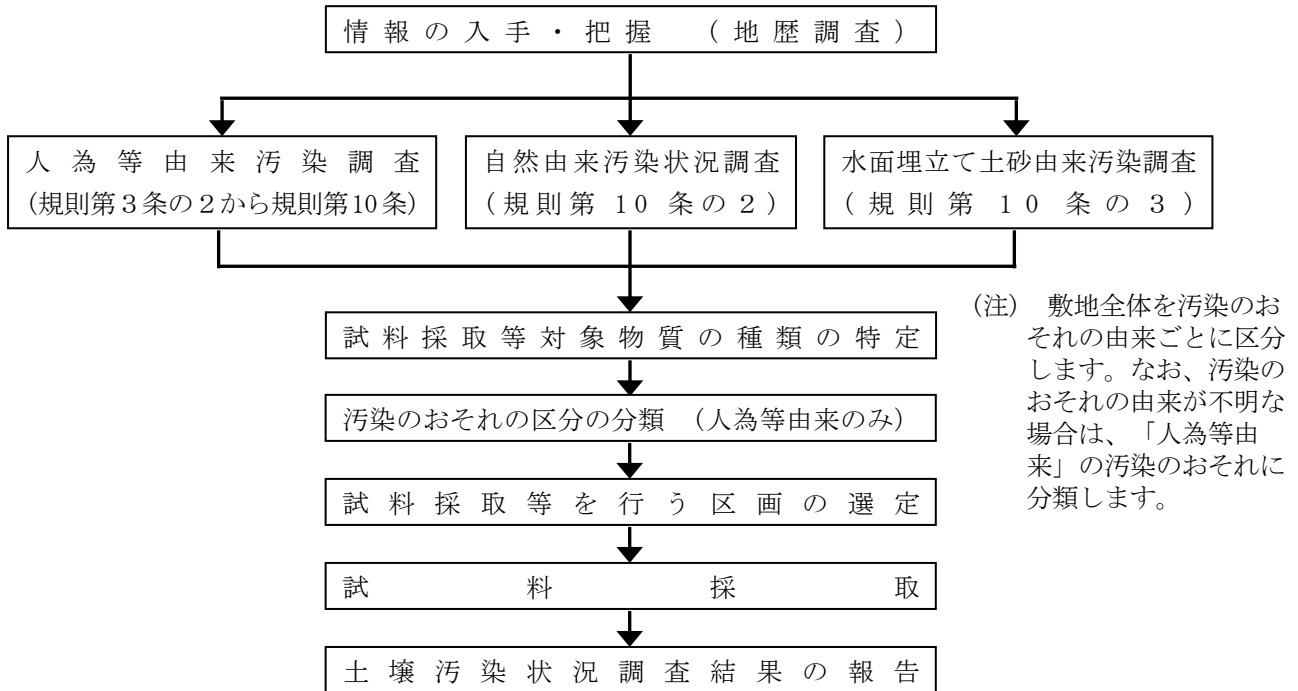 情報の入手・把握 （地歴調査）
人為等由来汚染調査
(規則第３条の２から規則第10条)
自然由来汚染状況調査
(規則第10条の２)
水面埋立て土砂由来汚染調査
(規則第10条の３)
試料採取等対象物質の種類の特定
汚染のおそれの区分の分類 （人為等由来のみ）
試料採取等を行う区画の選定
試料採取
土壌汚染状況調査結果の報告
(注) 敷地全体を汚染のお
それの由来ごとに区分
します。なお、汚染の
おそれの由来が不明な
場合は、「人為等由
来」の汚染のおそれに
分類します。